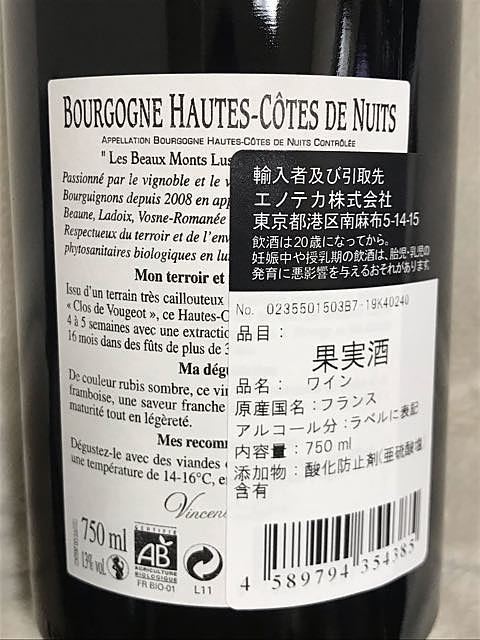 BOURGOGNE HAUTES-CÔTES DE NUITS
APPELLATION BOURGOGNE HAUTES-CÔTES DE NUITS CONTRÔLÉE
" Les Beaux Monts Lus
Passionné par le vignoble et le v
Bourguignons depuis 2008 en app
Beaune, Ladoix, Vosne-Romanée
Respectueux du terroir et de l'env
phytosanitaires biologiques en lu
Mon terroir et
Issu d'un terrain très caillouteux
« Clos de Vougeot », ce Hautes-C
4 à 5 semaines avec une extractio
16 mois dans des fûts de plus de 3
Ma dégu
De couleur rubis sombre, ce vin
framboise, une saveur franche
maturité tout en légèreté.
Mes recom
Dégustez-le avec des viandes
une température de 14-16°C, e
Vincen
750 ml
13% vol.
CERTIFIÉ
AB
AGRICULTURE
BIOLOGIQUE
FR BIO-01
L11
輸入者及び引取先
エノテカ株式会社
東京都港区南麻布5-14-15
飲酒は20歳になってから。
妊娠中や授乳期の飲酒は、胎児・乳児の
発育に悪影響を与えるおそれがあります。
No. 0235501503B7-19K40240
品目：
果実酒
品名： ワイン
原産国名：フランス
アルコール分：ラベルに表記
内容量：750 ml
添加物：酸化防止剤(亜硫酸塩)
含有
4 589794 354385